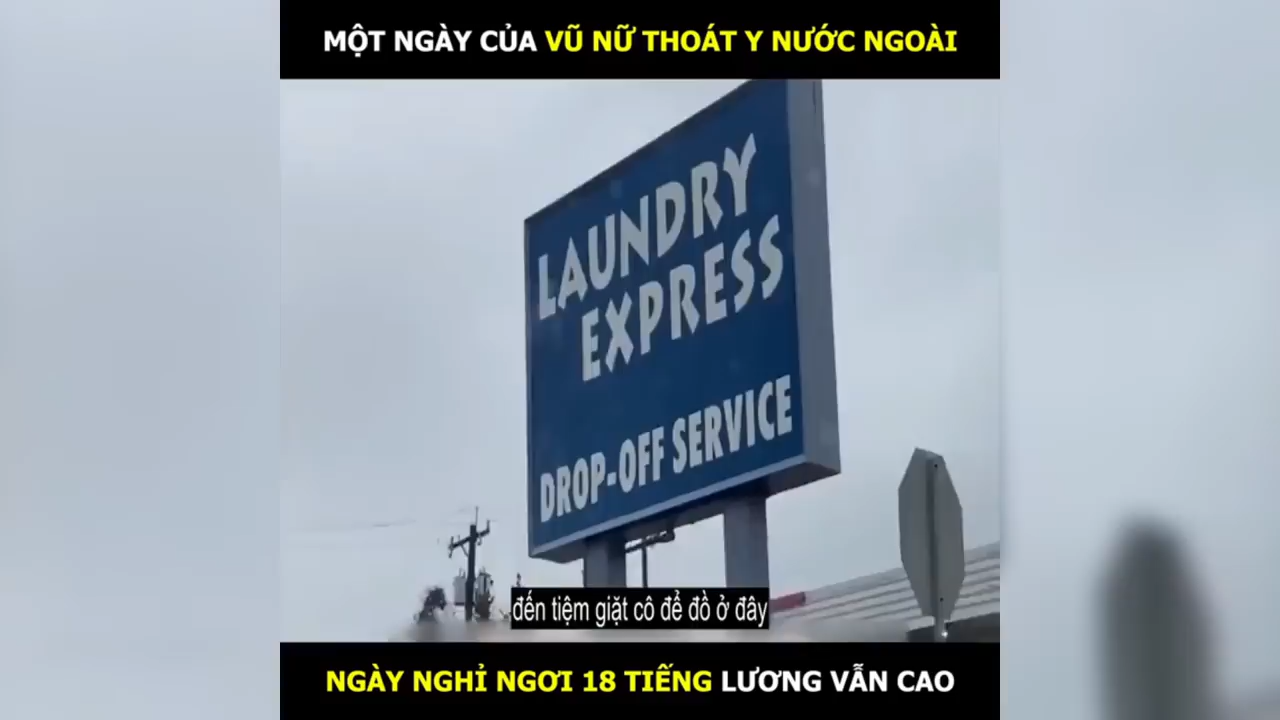 MỘT NGÀY CỦA VŨ NỮ THOÁT Y NƯỚC NGOÀI
LAUNDRY
EXPRESS
DROP-OFF SERVICE
đến tiệm giặt cô để đồ ở đây
NGÀY NGHỈ NGƠI 18 TIẾNG LƯƠNG VẪN CAO